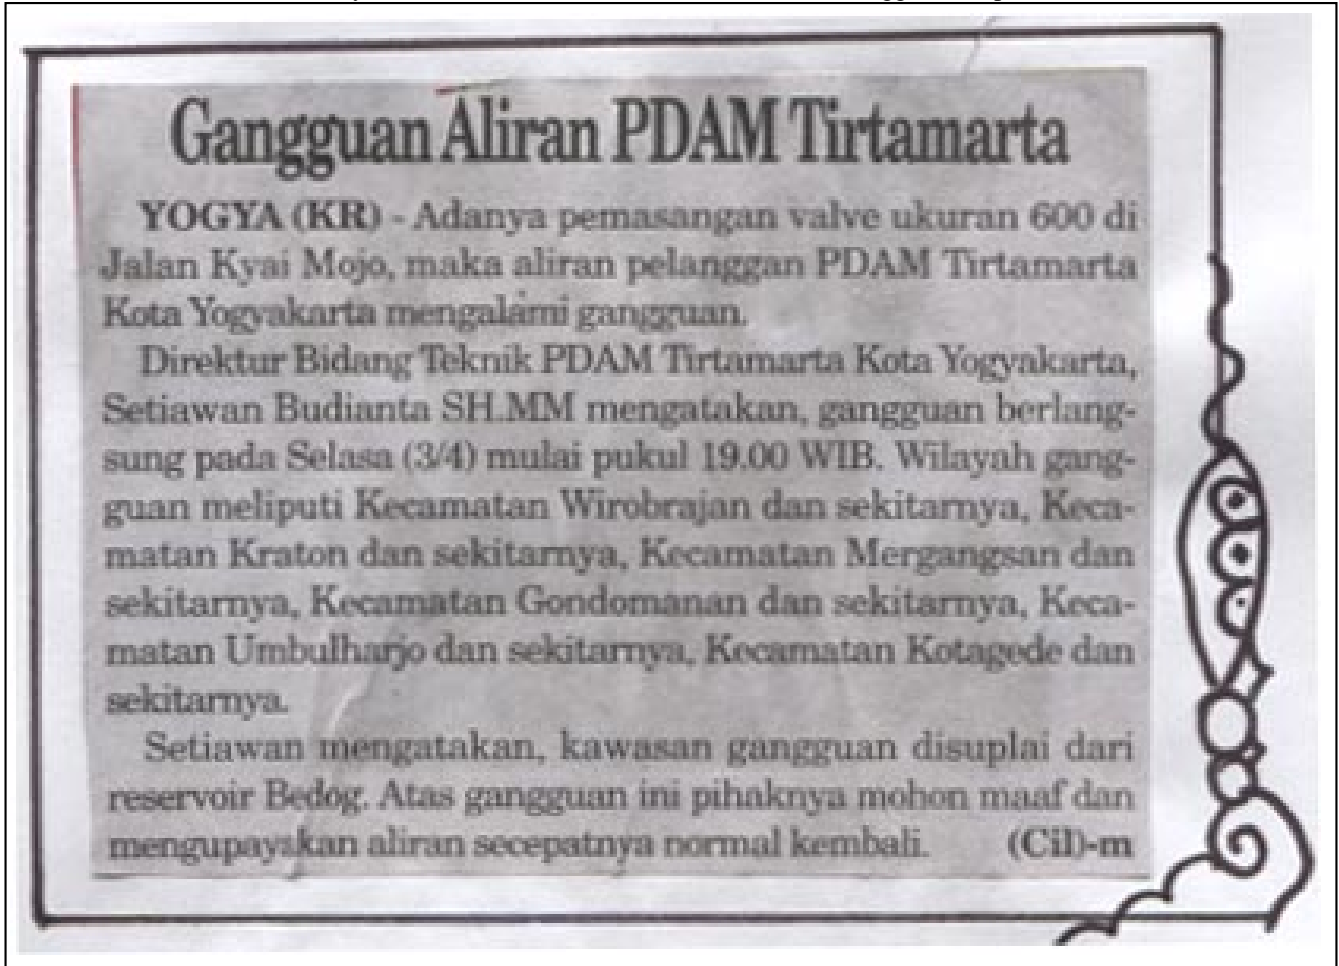 Gangguan Aliran PDAM Tirtamarta
YOGYA (KR) - Adanya pemasangan valve ukuran 600 di
Jalan Kyai Mojo, maka aliran pelanggan PDAM Tirtamarta
Kota Yogyakarta mengalami gangguan.
Direktur Bidang Teknik PDAM Tirtamarta Kota Yogyakarta,
Setiawan Budianta SH.MM mengatakan, gangguan berlang-
sung pada Selasa (3/4) mulai pukul 19.00 WIB. Wilayah gang-
guan meliputi Kecamatan Wirobrajan dan sekitarnya, Keca-
matan Kraton dan sekitarnya, Kecamatan Mergangsan dan
sekitarnya, Kecamatan Gondomanan dan sekitarnya, Keca-
matan Umbulharjo dan sekitarnya, Kecamatan Kotagede dan
sekitarnya.
Setiawan mengatakan, kawasan gangguan disuplai dari
reservoir Bedog. Atas gangguan ini pihaknya mohon maaf dan
mengupayakan aliran secepatnya normal kembali. (Cil)-m